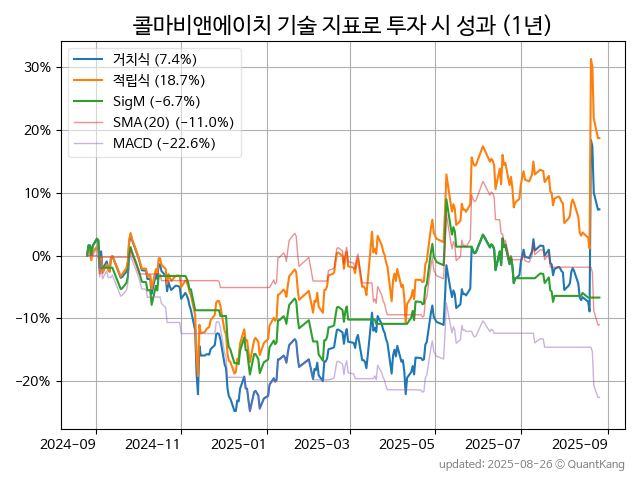 콜마비앤에이치 기술 지표로 투자 시 성과 (1년)
거치식 (7.4%)
적립식 (18.7%)
SigM (−6.7%)
SMA(20) (−11.0%)
MACD (−22.6%)
30%
20%
10%
0%
−10%
−20%
2024-09 2024-11 2025-01 2025-03 2025-05 2025-07 2025-09
updated: 2025-08-26 © QuantKang